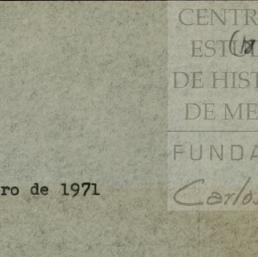 CENTR
ESTU
DE HIST
DE ME
FUNDA
Carlos
ro de 1971